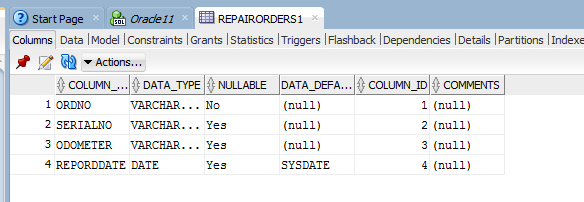 Start Page Oracle11 REPAIRORDERS1
Columns Data Model Constraints Grants Statistics Triggers Flashback Dependencies Details Partitions Indexe
Actions...
COLUMN_... DATA_TYPE NULLABLE DATA_DEFA... COLUMN_ID COMMENTS
1 ORDNO VARCHAR... No (null) 1 (null)
2 SERIALNO VARCHAR... Yes (null) 2 (null)
3 ODOMETER VARCHAR... Yes (null) 3 (null)
4 REPORDDATE DATE Yes SYSDATE 4 (null)